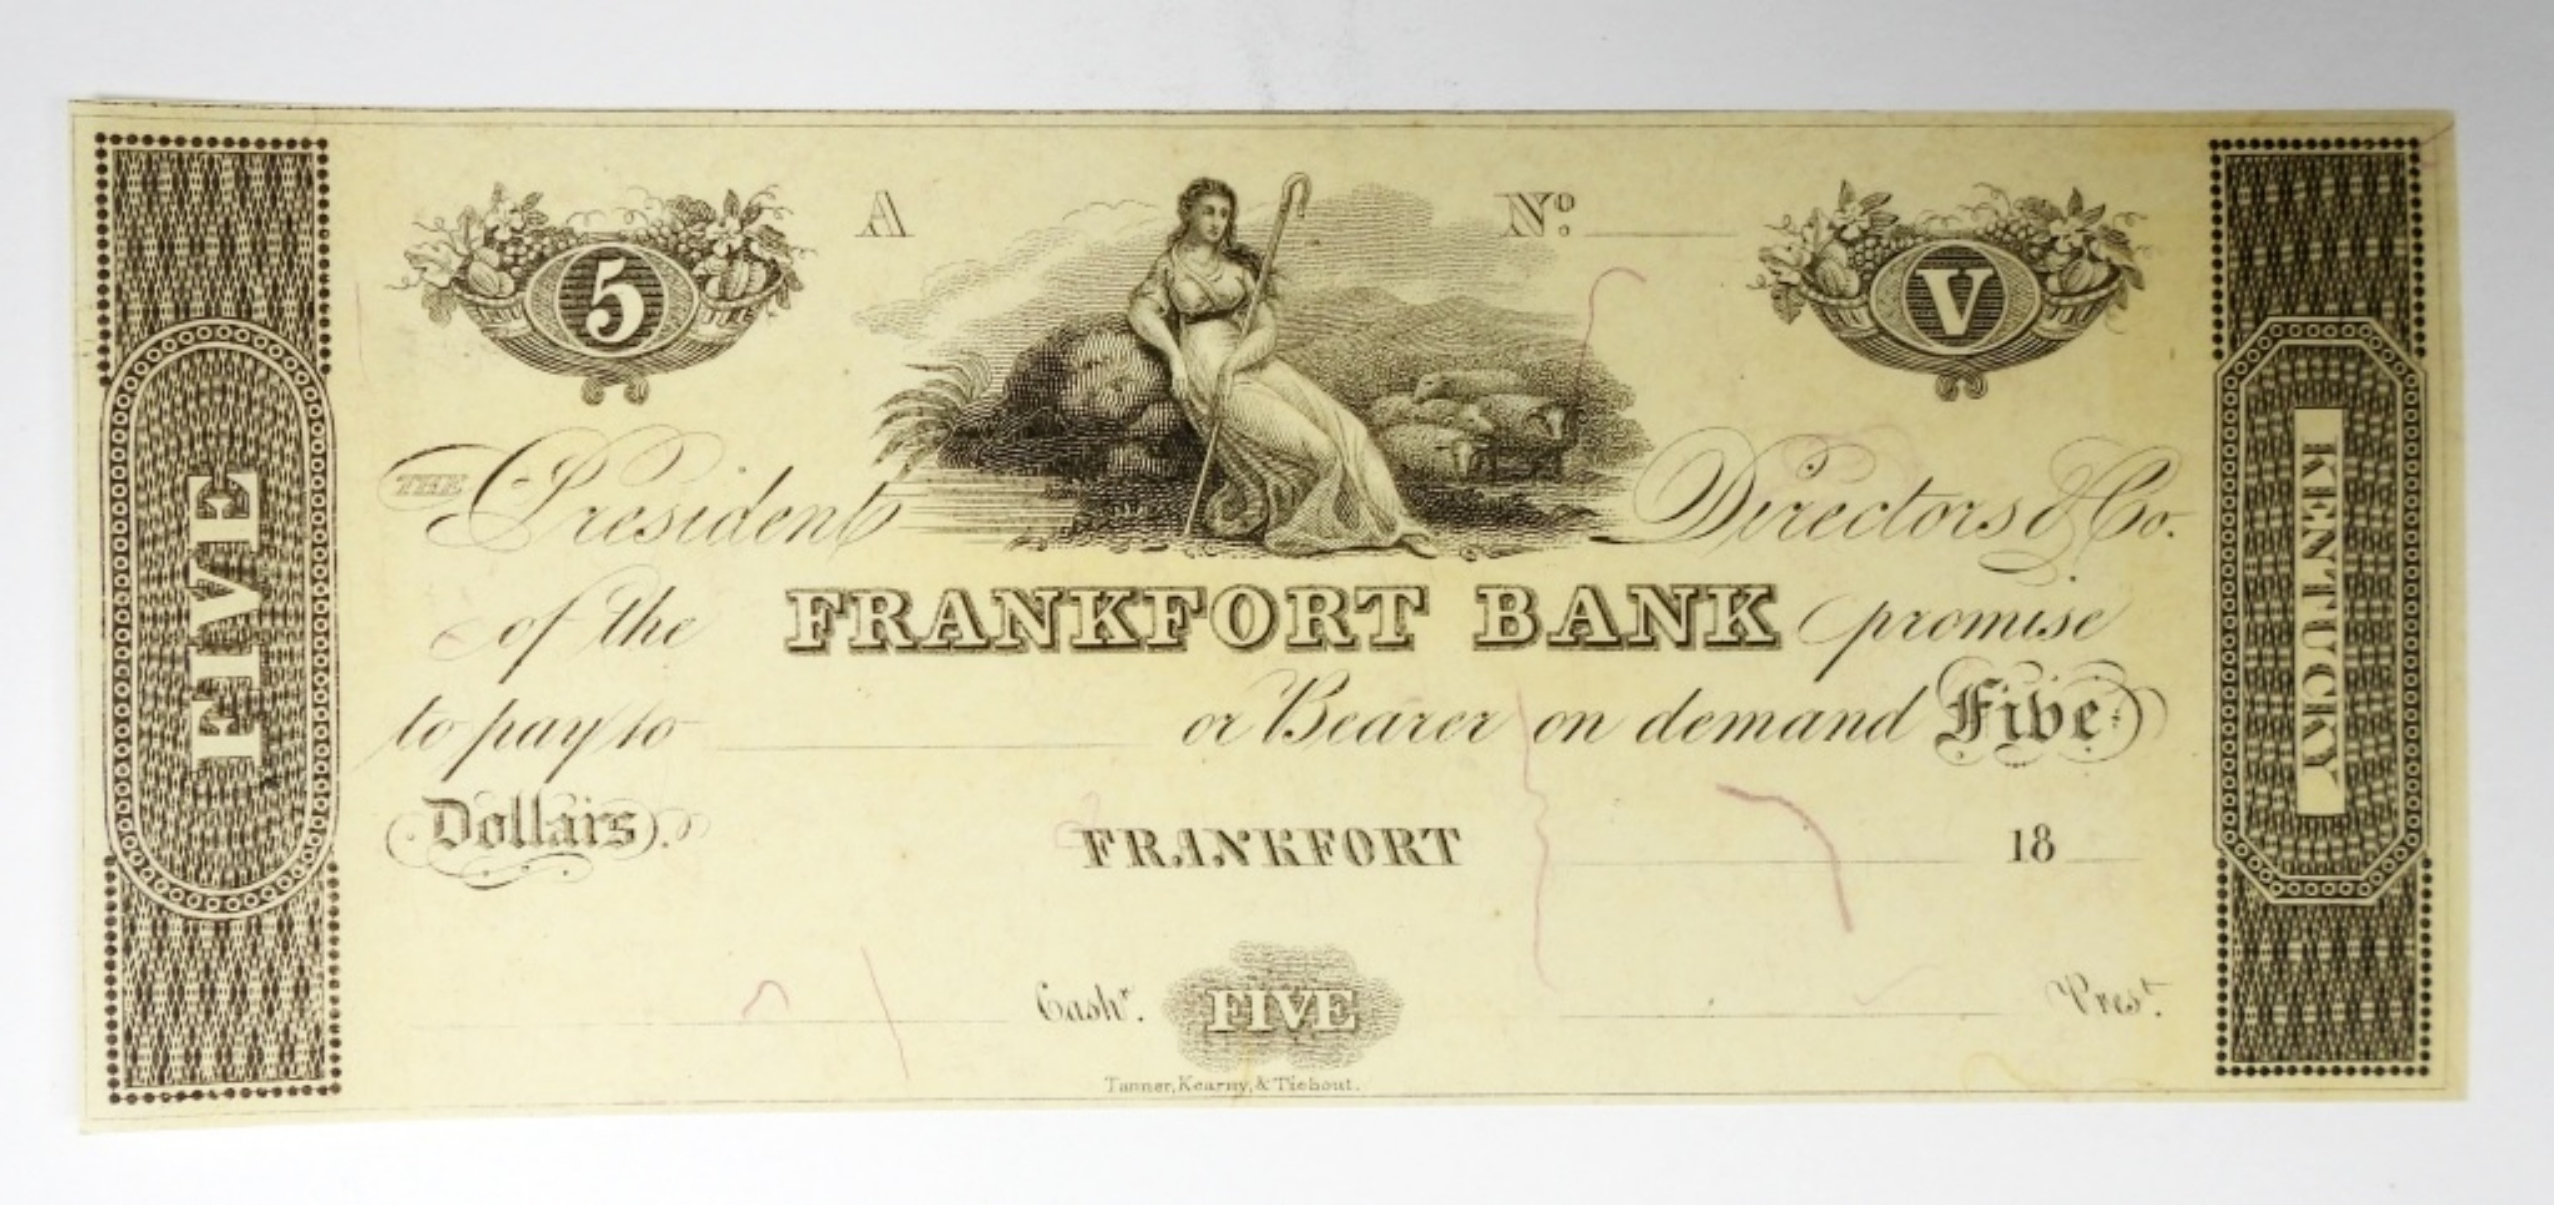 FIVE
5
A
Nº
V
THE President Directors & Co.
of the FRANKFORT BANK promise
to pay to or Bearer on demand Five
Dollars.
FRANKFORT 18
Cashr. FIVE Prest.
Tanner, Kearny, & Tiebout.
KENTUCKY